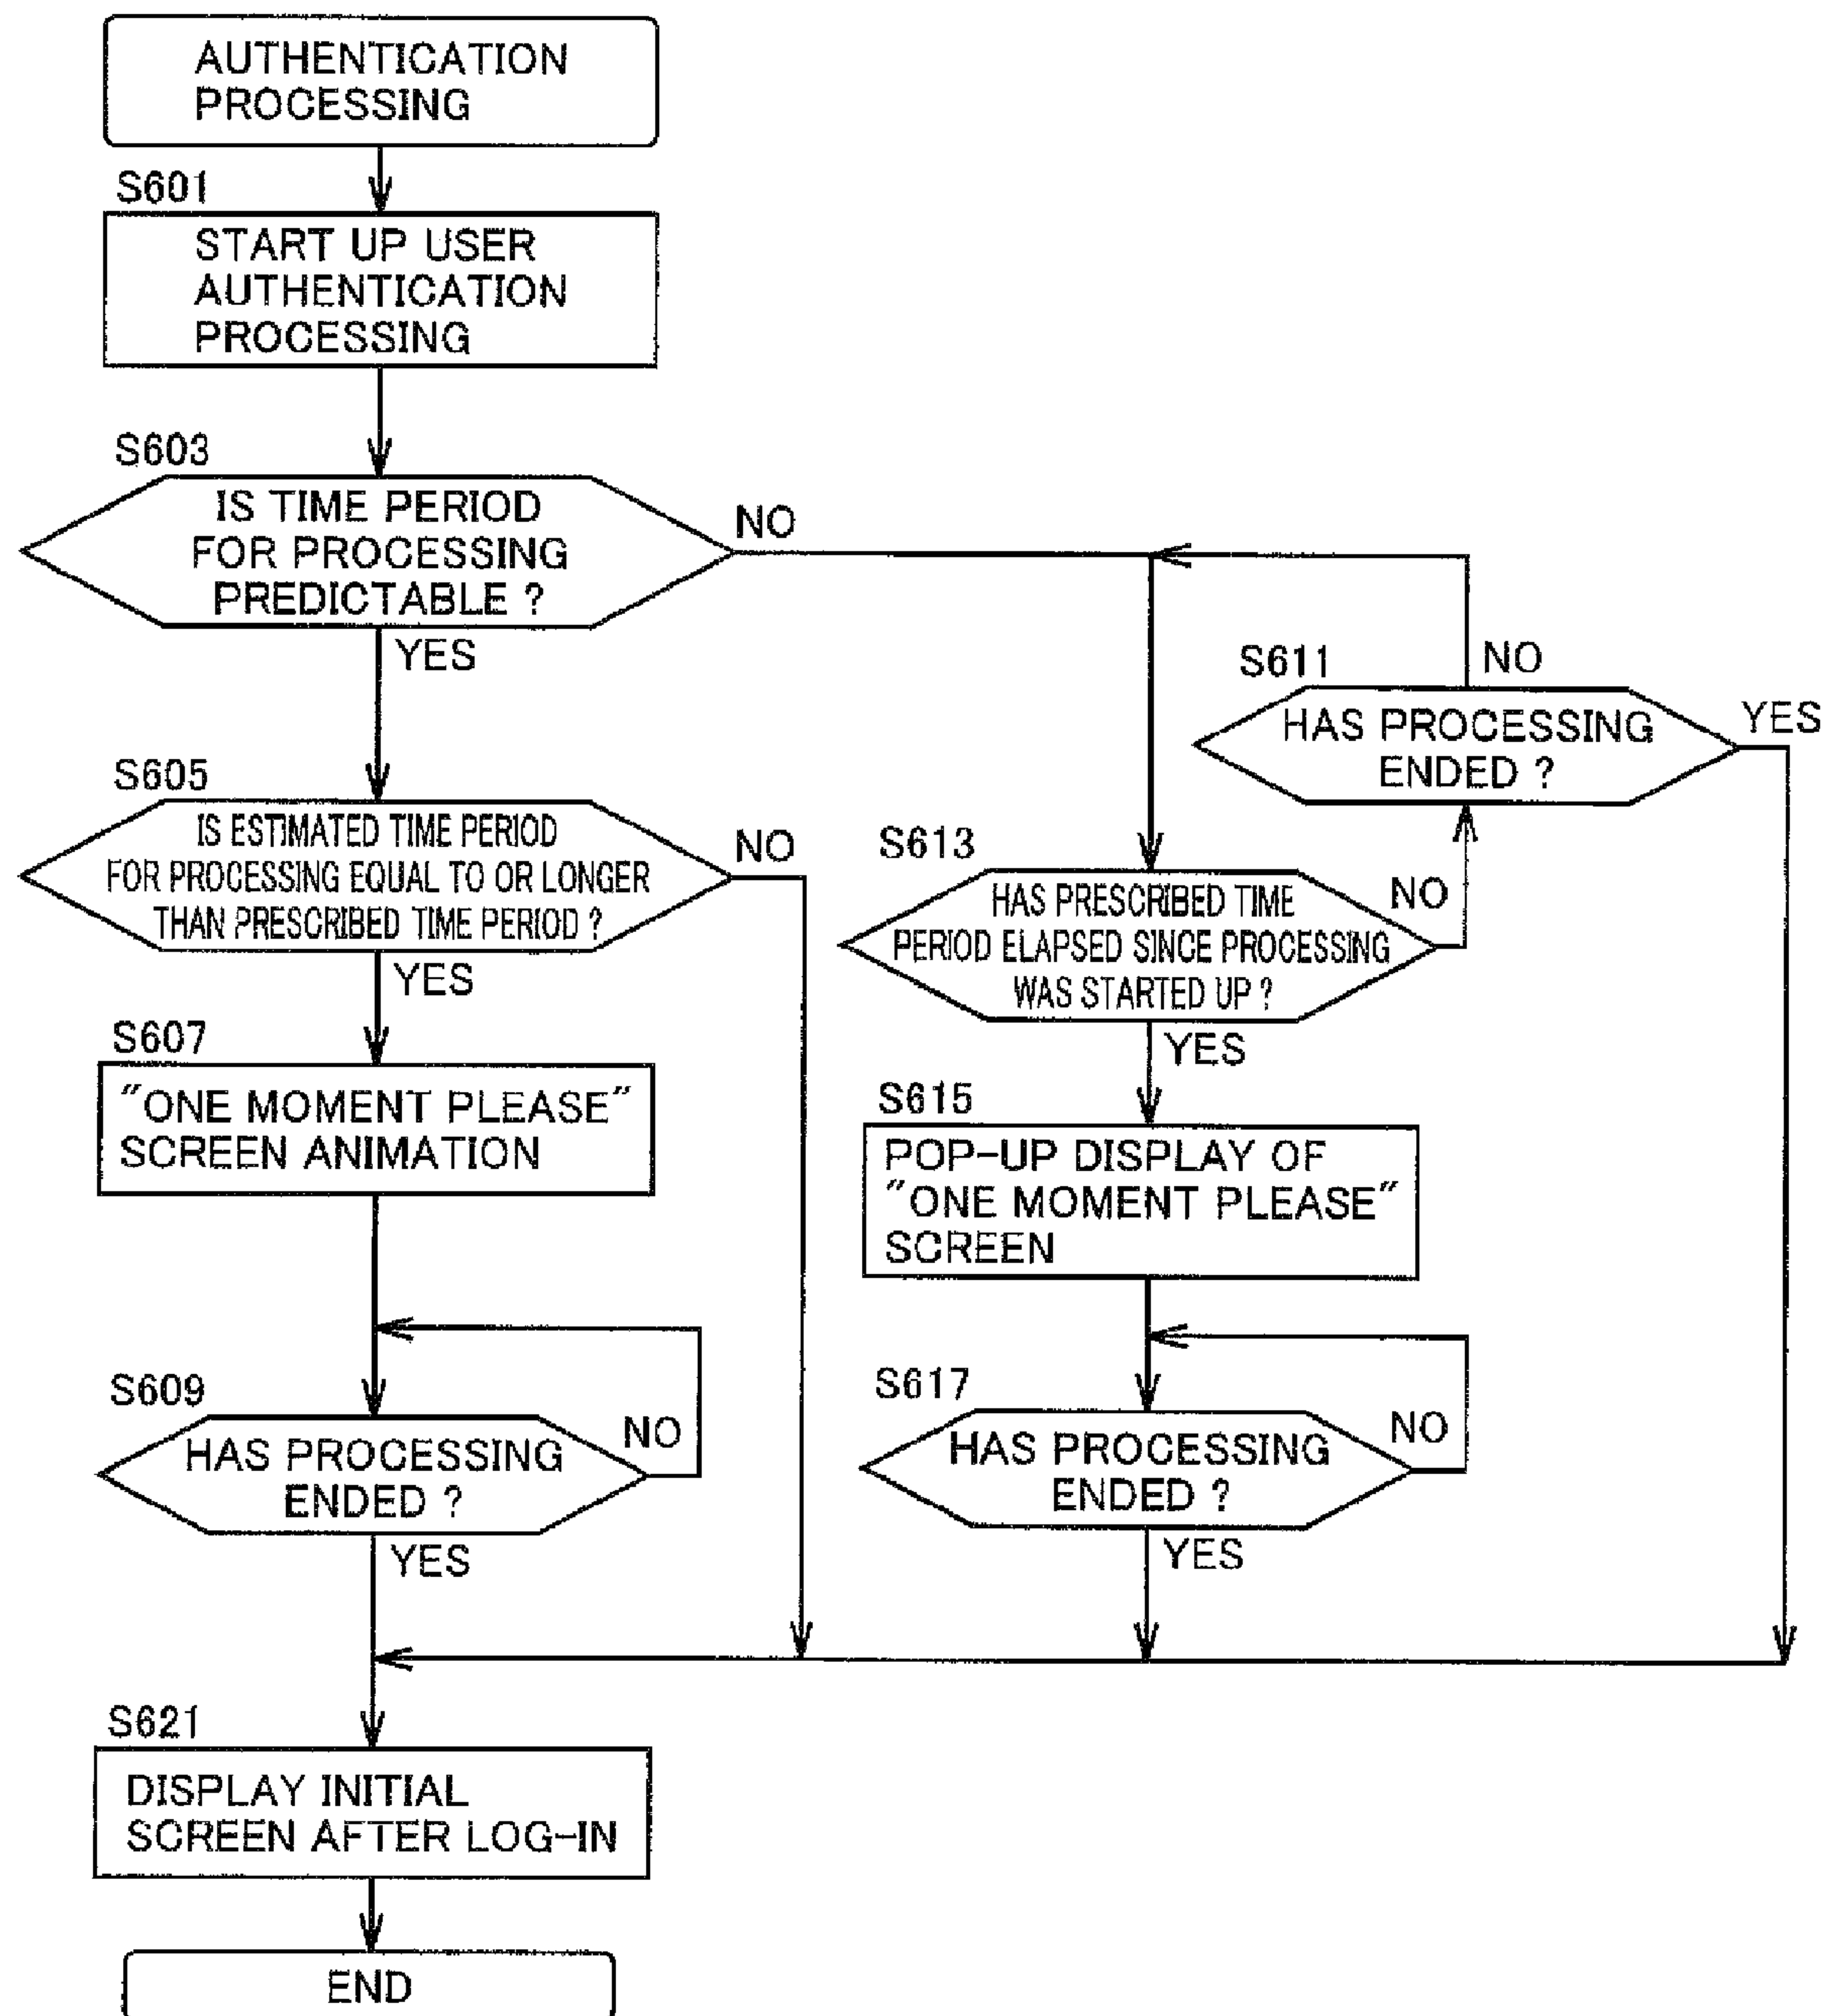 AUTHENTICATION
PROCESSING
S601
START UP USER
AUTHENTICATION
PROCESSING
S603
IS TIME PERIOD
FOR PROCESSING
PREDICTABLE ?
NO
YES
S605
IS ESTIMATED TIME PERIOD
FOR PROCESSING EQUAL TO OR LONGER
THAN PRESCRIBED TIME PERIOD ?
NO
YES
S607
"ONE MOMENT PLEASE"
SCREEN ANIMATION
S609
HAS PROCESSING
ENDED ?
NO
YES
S611
HAS PROCESSING
ENDED ?
NO
YES
S613
HAS PRESCRIBED TIME
PERIOD ELAPSED SINCE PROCESSING
WAS STARTED UP ?
NO
YES
S615
POP-UP DISPLAY OF
"ONE MOMENT PLEASE"
SCREEN
S617
HAS PROCESSING
ENDED ?
NO
YES
S621
DISPLAY INITIAL
SCREEN AFTER LOG-IN
END